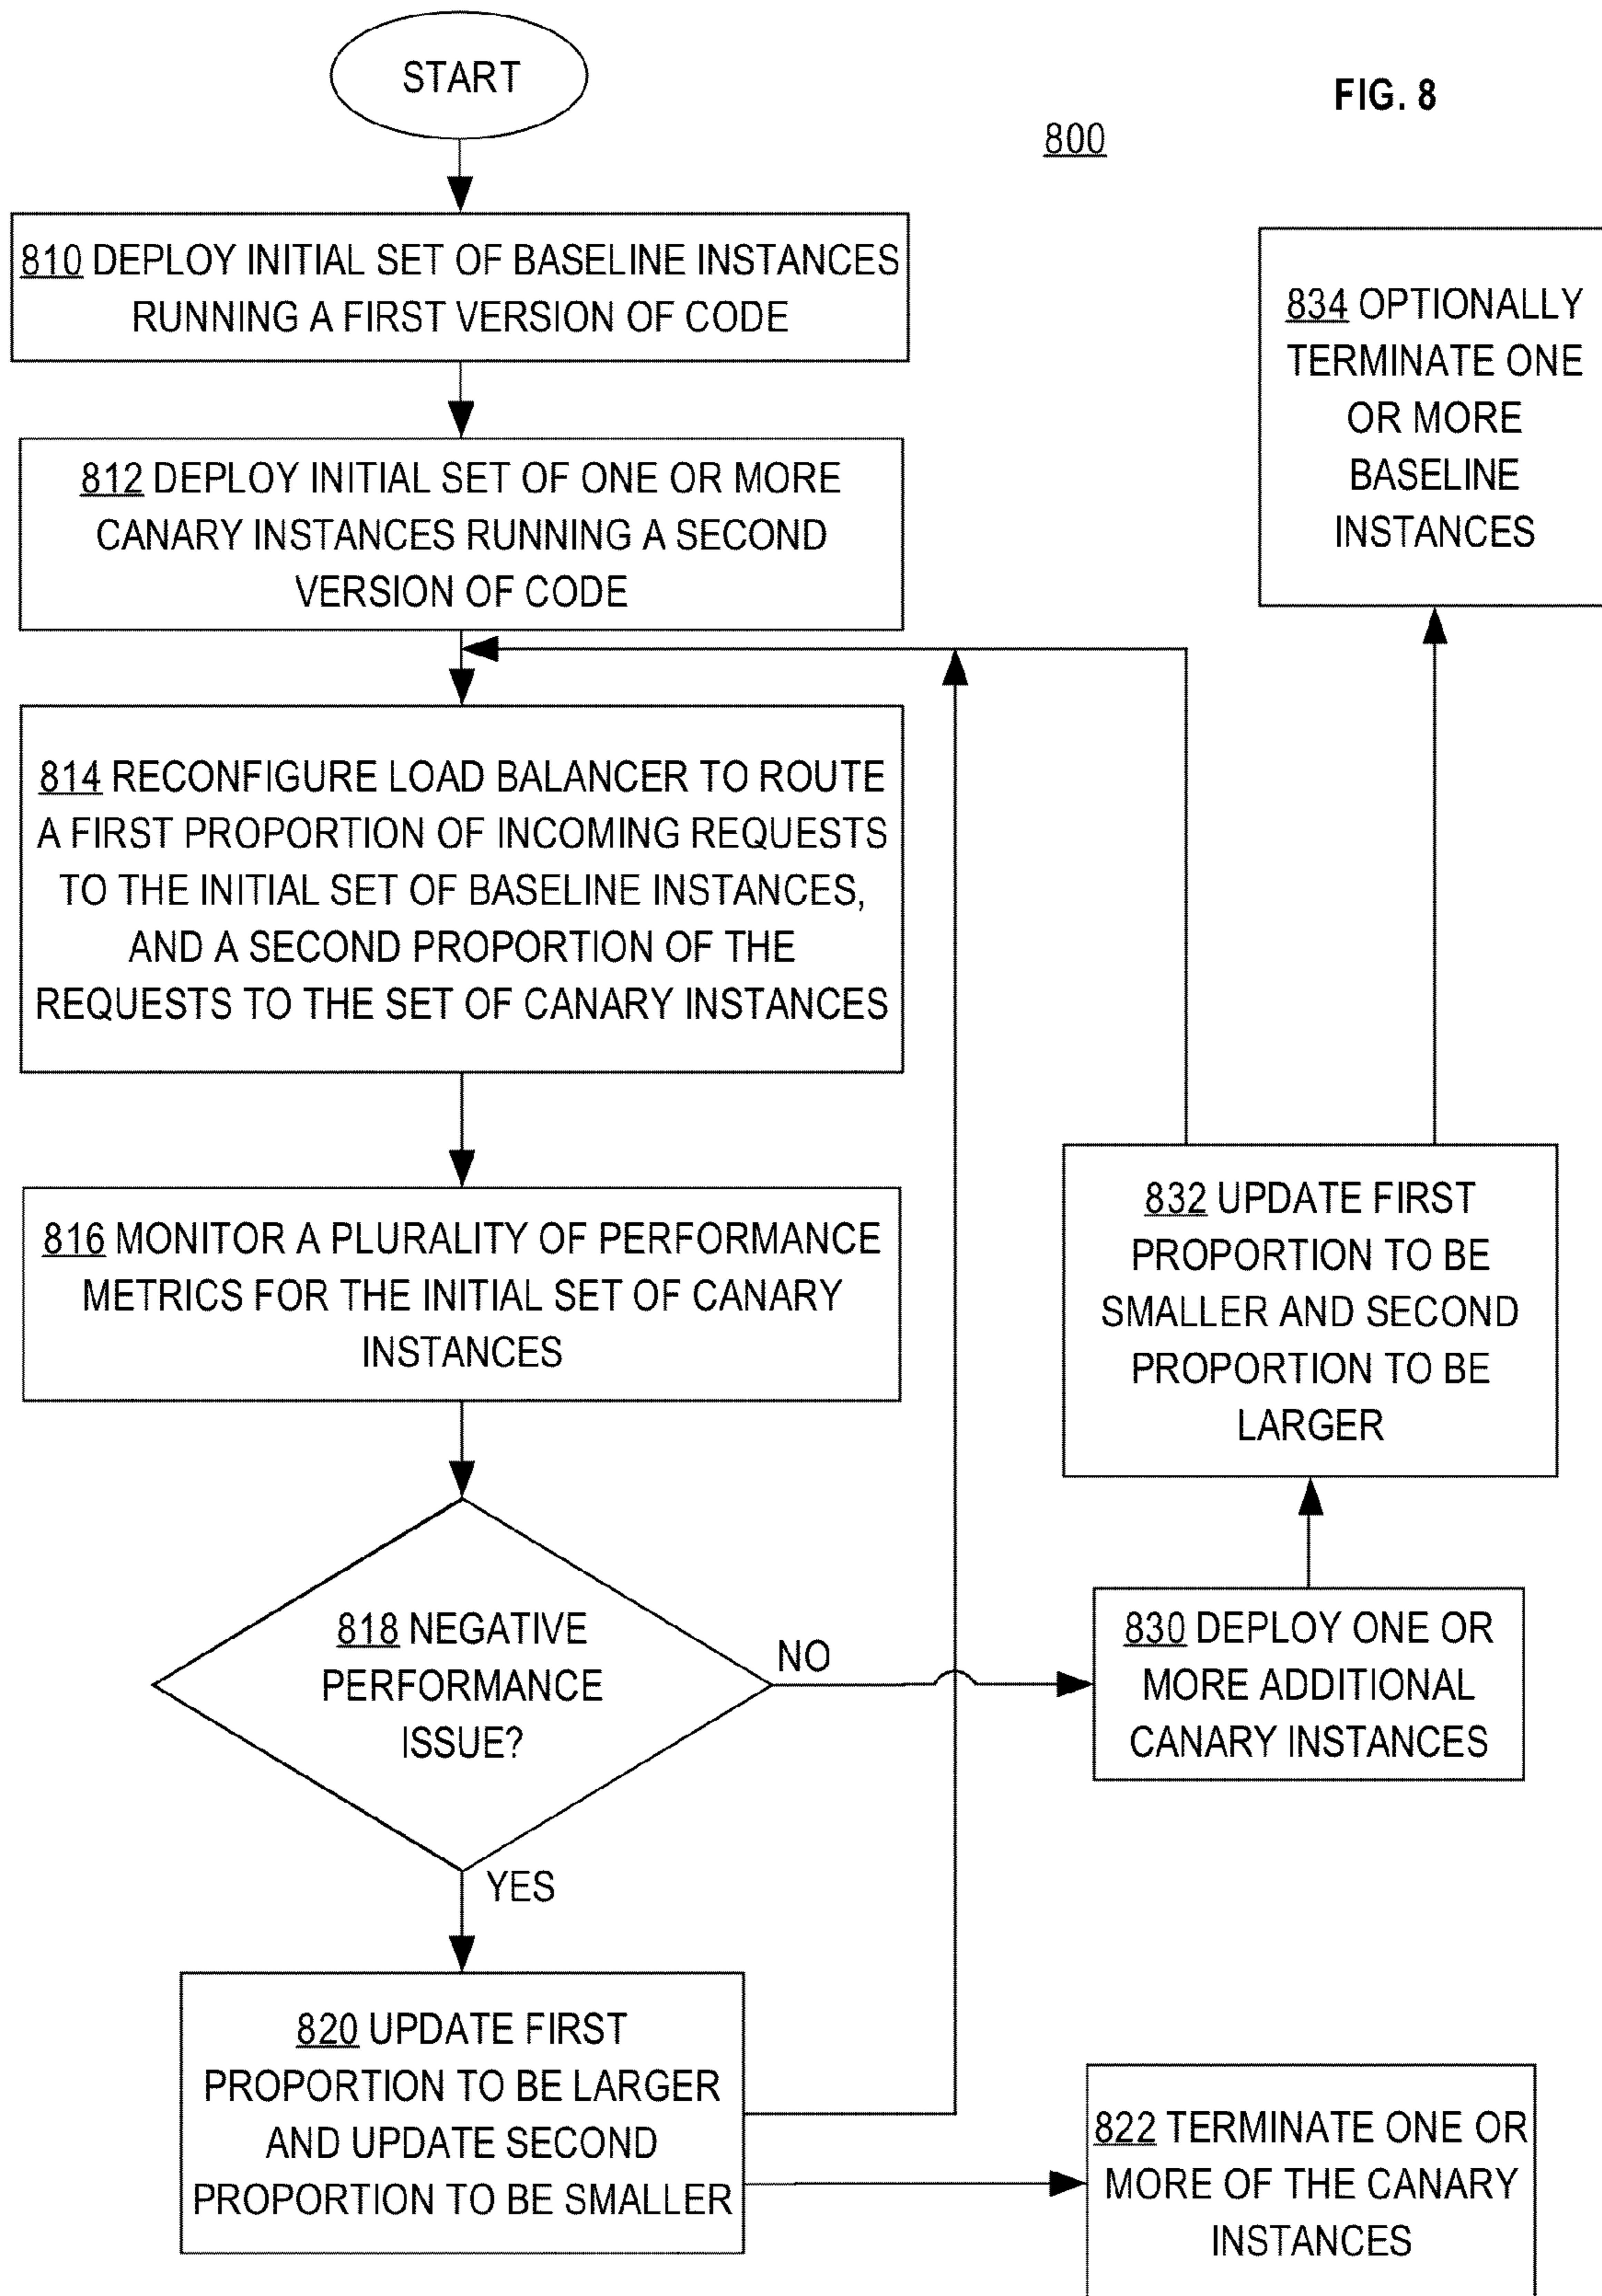 START
FIG. 8
800
810 DEPLOY INITIAL SET OF BASELINE INSTANCES
RUNNING A FIRST VERSION OF CODE
834 OPTIONALLY
TERMINATE ONE
OR MORE
BASELINE
INSTANCES
812 DEPLOY INITIAL SET OF ONE OR MORE
CANARY INSTANCES RUNNING A SECOND
VERSION OF CODE
814 RECONFIGURE LOAD BALANCER TO ROUTE
A FIRST PROPORTION OF INCOMING REQUESTS
TO THE INITIAL SET OF BASELINE INSTANCES,
AND A SECOND PROPORTION OF THE
REQUESTS TO THE SET OF CANARY INSTANCES
816 MONITOR A PLURALITY OF PERFORMANCE
METRICS FOR THE INITIAL SET OF CANARY
INSTANCES
832 UPDATE FIRST
PROPORTION TO BE
SMALLER AND SECOND
PROPORTION TO BE
LARGER
818 NEGATIVE
PERFORMANCE
ISSUE?
NO
830 DEPLOY ONE OR
MORE ADDITIONAL
CANARY INSTANCES
YES
820 UPDATE FIRST
PROPORTION TO BE LARGER
AND UPDATE SECOND
PROPORTION TO BE SMALLER
822 TERMINATE ONE OR
MORE OF THE CANARY
INSTANCES